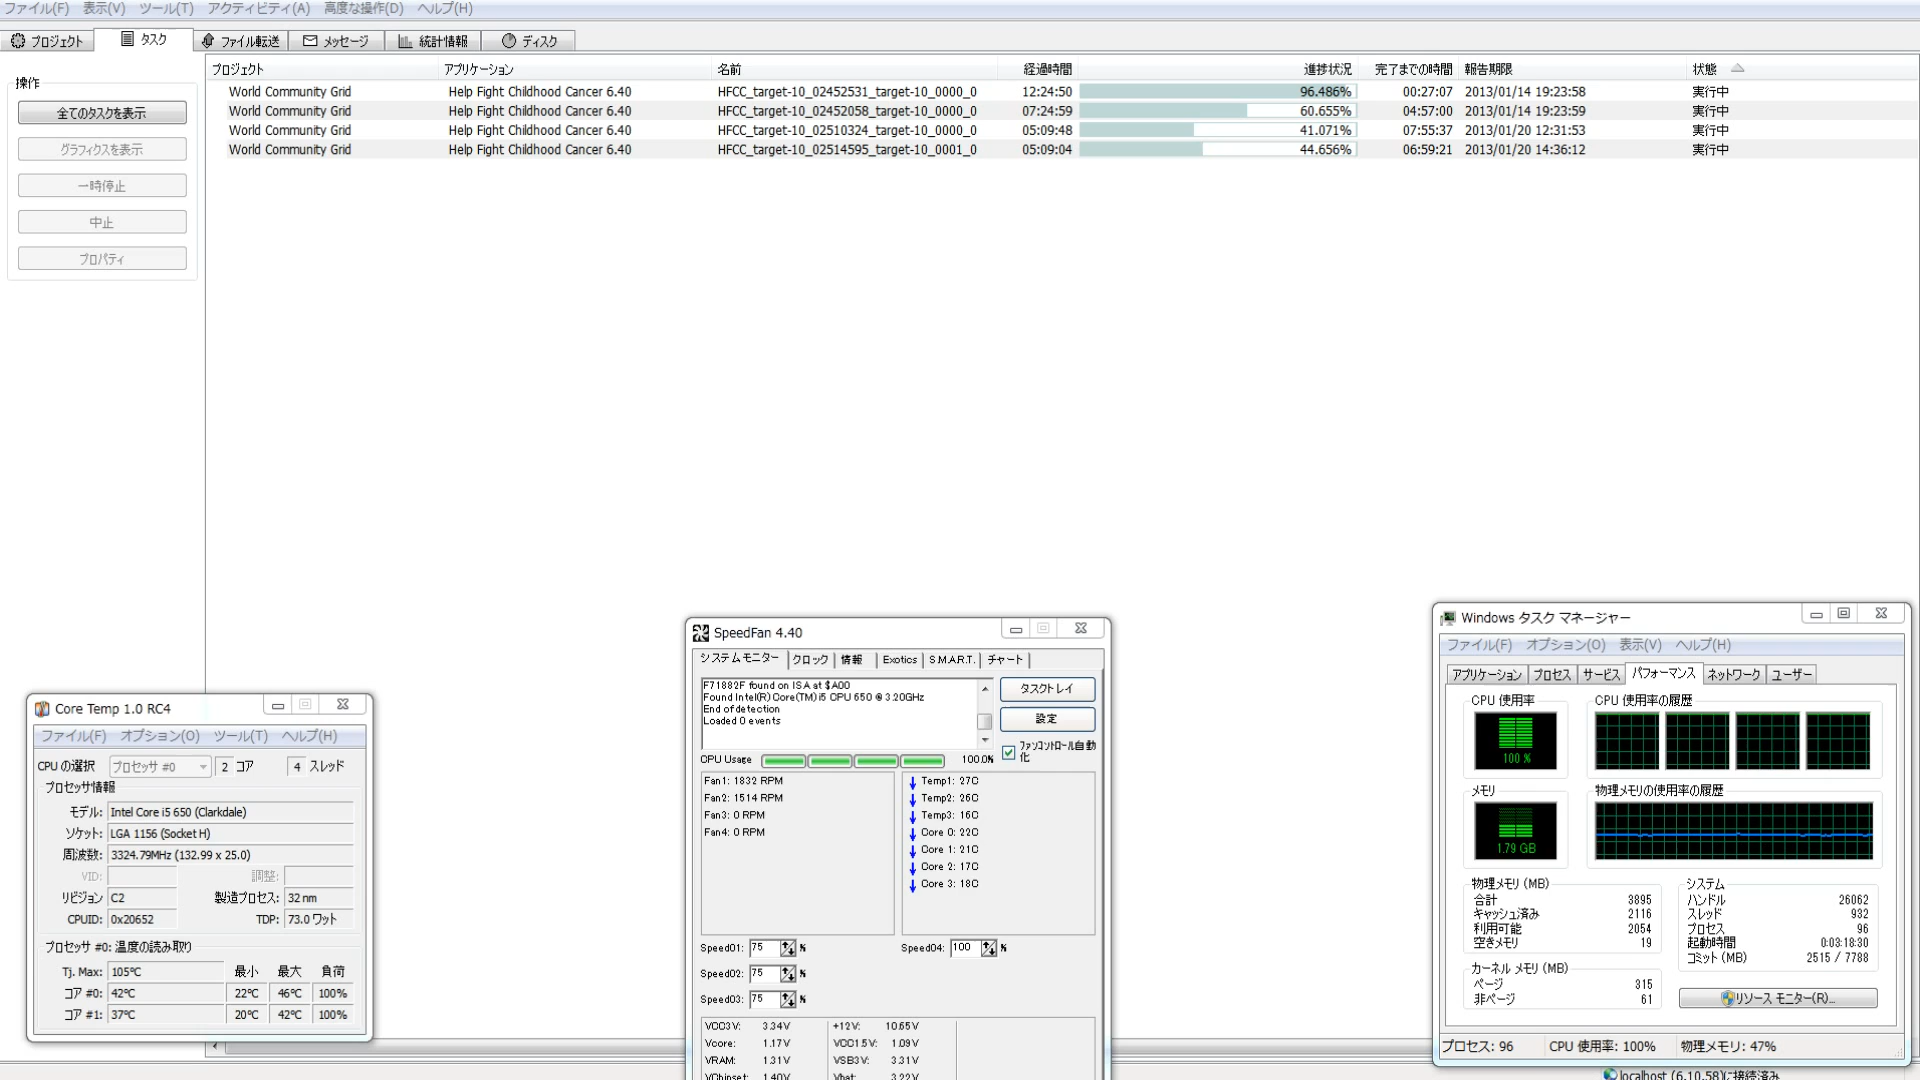 ファイル(F) 表示(V) ツール(T) アクティビティ(A) 高度な操作(D) ヘルプ(H)
プロジェクト タスク ファイル転送 メッセージ 統計情報 ディスク
操作
全てのタスクを表示
グラフィクスを表示
一時停止
中止
プロパティ
プロジェクト アプリケーション 名前 経過時間 進捗状況 完了までの時間 報告期限 状態
World Community Grid Help Fight Childhood Cancer 6.40 HFCC_target-10_02452531_target-10_0000_0 12:24:50 96.486% 00:27:07 2013/01/14 19:23:58 実行中
World Community Grid Help Fight Childhood Cancer 6.40 HFCC_target-10_02452058_target-10_0000_0 07:24:59 60.655% 04:57:00 2013/01/14 19:23:59 実行中
World Community Grid Help Fight Childhood Cancer 6.40 HFCC_target-10_02510324_target-10_0000_0 05:09:48 41.071% 07:55:37 2013/01/20 12:31:53 実行中
World Community Grid Help Fight Childhood Cancer 6.40 HFCC_target-10_02514595_target-10_0001_0 05:09:04 44.656% 06:59:21 2013/01/20 14:36:12 実行中
Core Temp 1.0 RC4
ファイル(F) オプション(O) ツール(T) ヘルプ(H)
CPU の選択 プロセッサ #0 2 コア 4 スレッド
プロセッサ情報
モデル: Intel Core i5 650 (Clarkdale)
ソケット: LGA 1156 (Socket H)
周波数: 3324.79MHz (132.99 x 25.0)
VID: 調整:
リビジョン C2 製造プロセス: 32 nm
CPUID: 0x20652 TDP: 73.0 ワット
プロセッサ #0: 温度の読み取り
Tj. Max: 105℃ 最小 最大 負荷
コア #0: 42℃ 22℃ 46℃ 100%
コア #1: 37℃ 20℃ 42℃ 100%
SpeedFan 4.40
システムモニター クロック 情報 Exotics S.M.A.R.T. チャート
F71882F found on ISA at $A00
Found Intel(R) Core(TM) i5 CPU 650 @ 3.20GHz
End of detection
Loaded 0 events
タスクトレイ
設定
ファンコントロール自動化
CPU Usage 100.0%
Fan1: 1832 RPM
Fan2: 1514 RPM
Fan3: 0 RPM
Fan4: 0 RPM
Temp1: 27C
Temp2: 26C
Temp3: 16C
Core 0: 22C
Core 1: 21C
Core 2: 17C
Core 3: 18C
Speed01: 75 % Speed04: 100 %
Speed02: 75 %
Speed03: 75 %
VCC3V: 3.34V +12V: 10.65V
Vcore: 1.17V VCC1.5V: 1.09V
VRAM: 1.31V VSB3V: 3.31V
VChipset: 1.40V Vbat: 3.22V
Windows タスク マネージャー
ファイル(F) オプション(O) 表示(V) ヘルプ(H)
アプリケーション プロセス サービス パフォーマンス ネットワーク ユーザー
CPU 使用率 CPU 使用率の履歴
100 %
メモリ 物理メモリの使用率の履歴
1.79 GB
物理メモリ (MB)
合計 3895
キャッシュ済み 2116
利用可能 2054
空きメモリ 19
カーネル メモリ (MB)
ページ 315
非ページ 61
システム
ハンドル 26062
スレッド 932
プロセス 96
起動時間 0:03:18:30
コミット (MB) 2515 / 7788
リソース モニター(R)...
プロセス: 96 CPU 使用率: 100% 物理メモリ: 47%
localhost (6.10.58)に接続済み